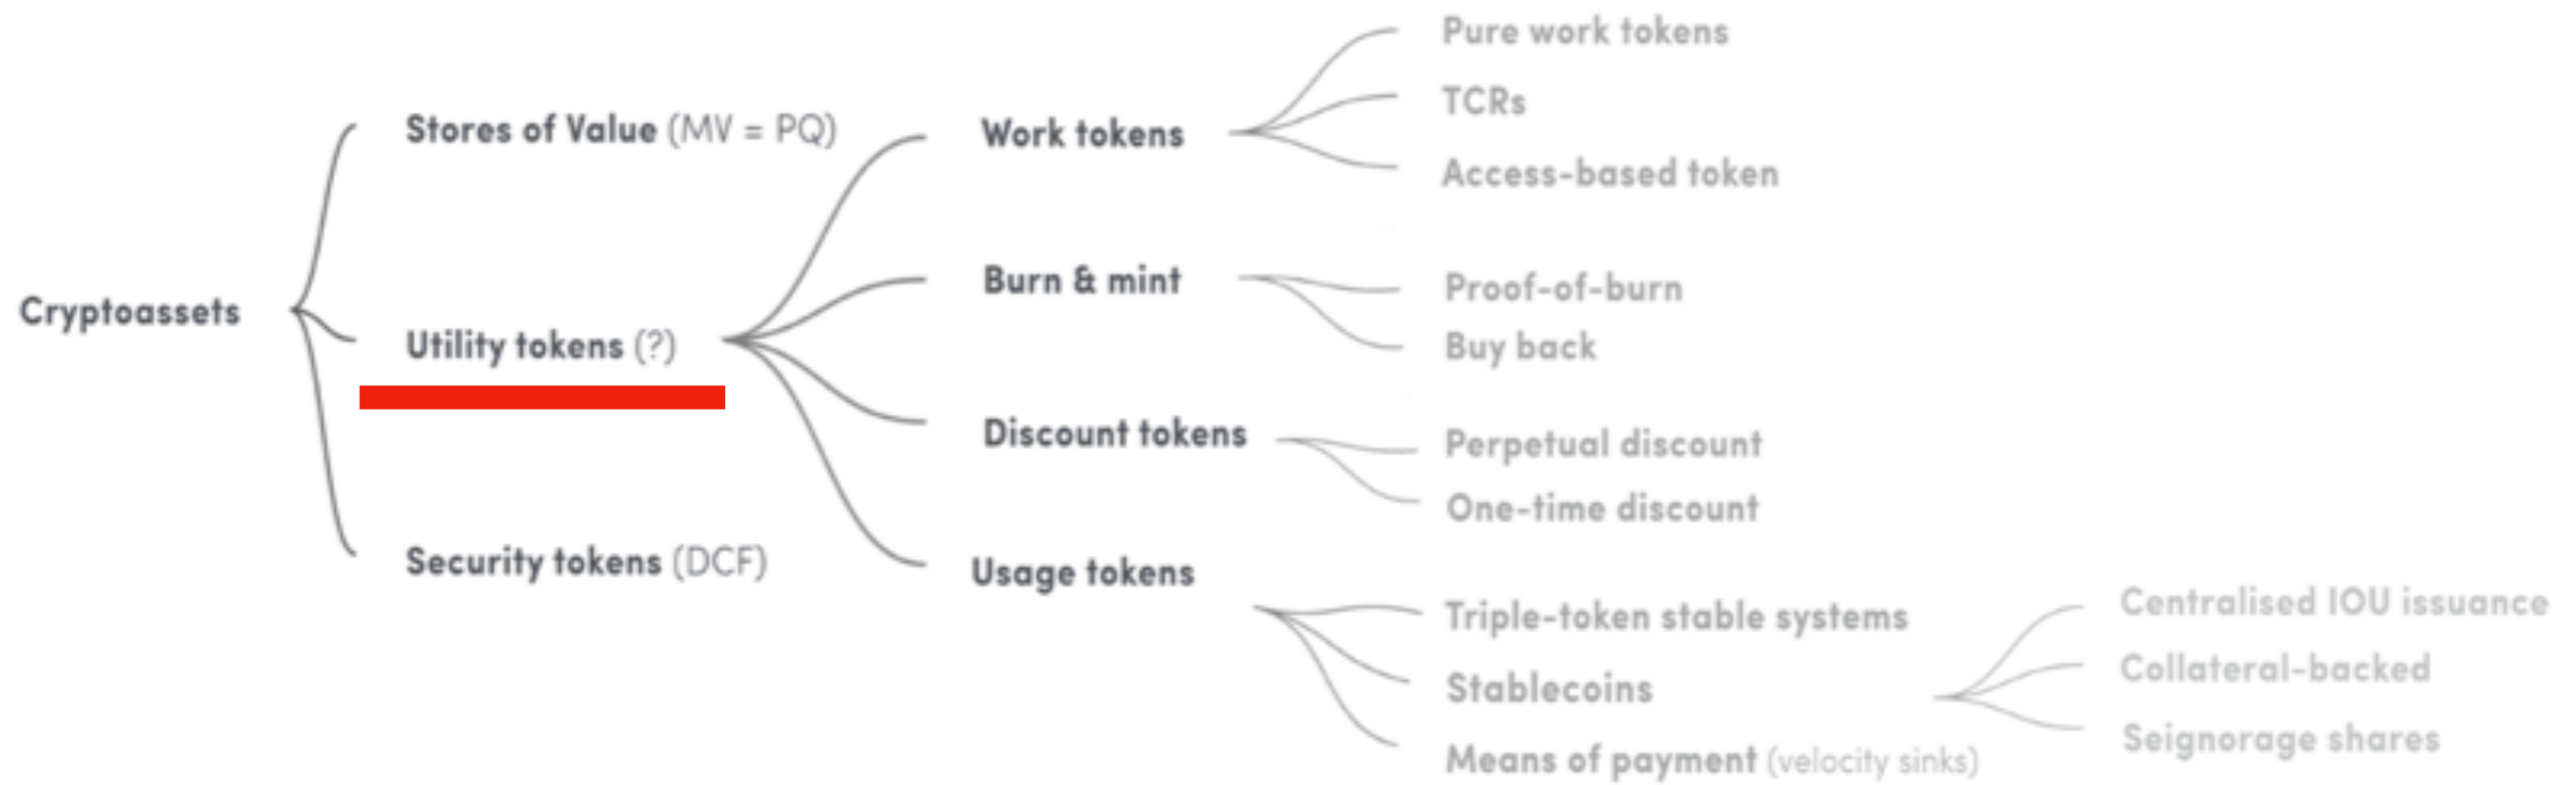 Cryptoassets
Stores of Value (MV = PQ)
Utility tokens (?)
Security tokens (DCF)
Work tokens
Burn & mint
Discount tokens
Usage tokens
Pure work tokens
TCRs
Access-based token
Proof-of-burn
Buy back
Perpetual discount
One-time discount
Triple-token stable systems
Stablecoins
Means of payment (velocity sinks)
Centralised IOU issuance
Collateral-backed
Seignorage shares